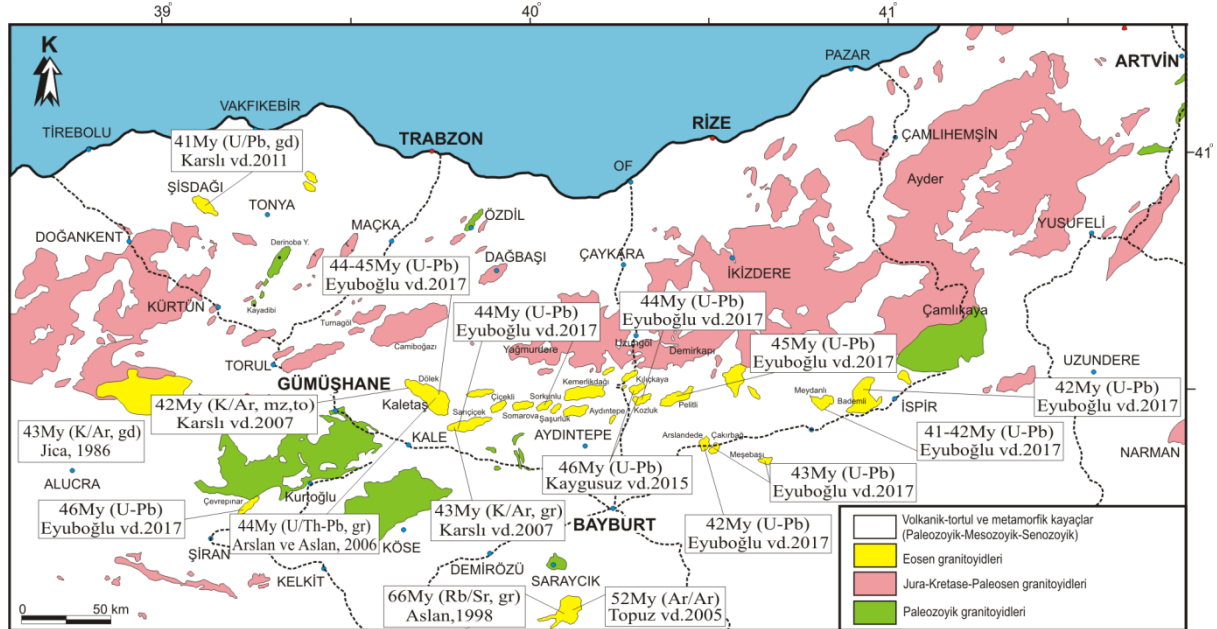 39°
40°
41°
K
PAZAR
ARTVİN
VAKFIKEBİR
TİREBOLU
TRABZON
RİZE
ÇAMLIHEMŞİN
41°
41My (U/Pb, gd)
Karslı vd.2011
OF
Ayder
ŞİSDAĞI
TONYA
MAÇKA
ÖZDİL
YUSUFELİ
DOĞANKENT
Derinoba Y.
DAĞBAŞI
ÇAYKARA
İKİZDERE
44-45My (U-Pb)
Eyuboğlu vd.2017
KÜRTÜN
Kayadibi
Turnagöl
44My (U-Pb)
Eyuboğlu vd.2017
44My (U-Pb)
Eyuboğlu vd.2017
Çamlıkaya
Camiboğazı
Yağmurdere
Uzungöl
Demirkapı
45My (U-Pb)
Eyuboğlu vd.2017
TORUL
UZUNDERE
GÜMÜŞHANE
Dölek
Kaletaş
Sarıçiçek
Çiçekli
Sorkunlu
Somarova
Şaşurluk
Kemerlikdağı
Aydıntepe
Kılıçkaya
Kozluk
Pelitli
Meydanlı
Bademli
İSPİR
42My (U-Pb)
Eyuboğlu vd.2017
42My (K/Ar, mz,to)
Karslı vd.2007
43My (K/Ar, gd)
Jica, 1986
KALE
AYDINTEPE
Arslandede
Çakırbağ
Meşebaşı
41-42My (U-Pb)
Eyuboğlu vd.2017
NARMAN
ALUCRA
46My (U-Pb)
Kaygusuz vd.2015
43My (U-Pb)
Eyuboğlu vd.2017
Kurtoğlu
Çevrepınar
46My (U-Pb)
Eyuboğlu vd.2017
44My (U/Th-Pb, gr)
Arslan ve Aslan, 2006
43My (K/Ar, gr)
Karslı vd.2007
BAYBURT
42My (U-Pb)
Eyuboğlu vd.2017
ŞİRAN
KÖSE
KELKİT
DEMİRÖZÜ
SARAYCIK
66My (Rb/Sr, gr)
Aslan,1998
52My (Ar/Ar)
Topuz vd.2005
Volkanik-tortul ve metamorfik kayaçlar
(Paleozoyik-Mesozoyik-Senozoyik)
Eosen granitoyidleri
Jura-Kretase-Paleosen granitoyidleri
Paleozoyik granitoyidleri
0
50 km